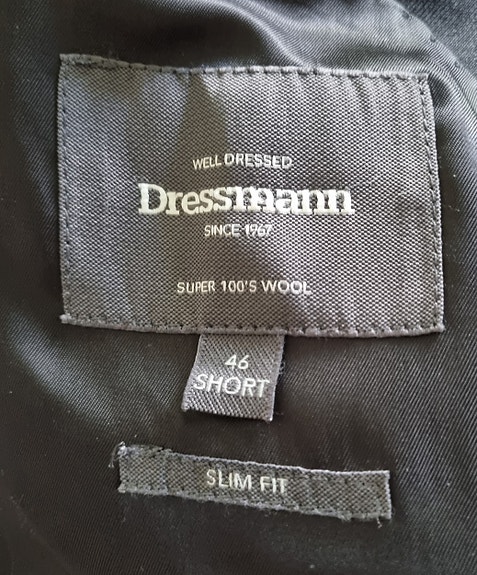 WELL DRESSED
Dressmann
SINCE 1967
SUPER 100'S WOOL
46
SHORT
SLIM FIT